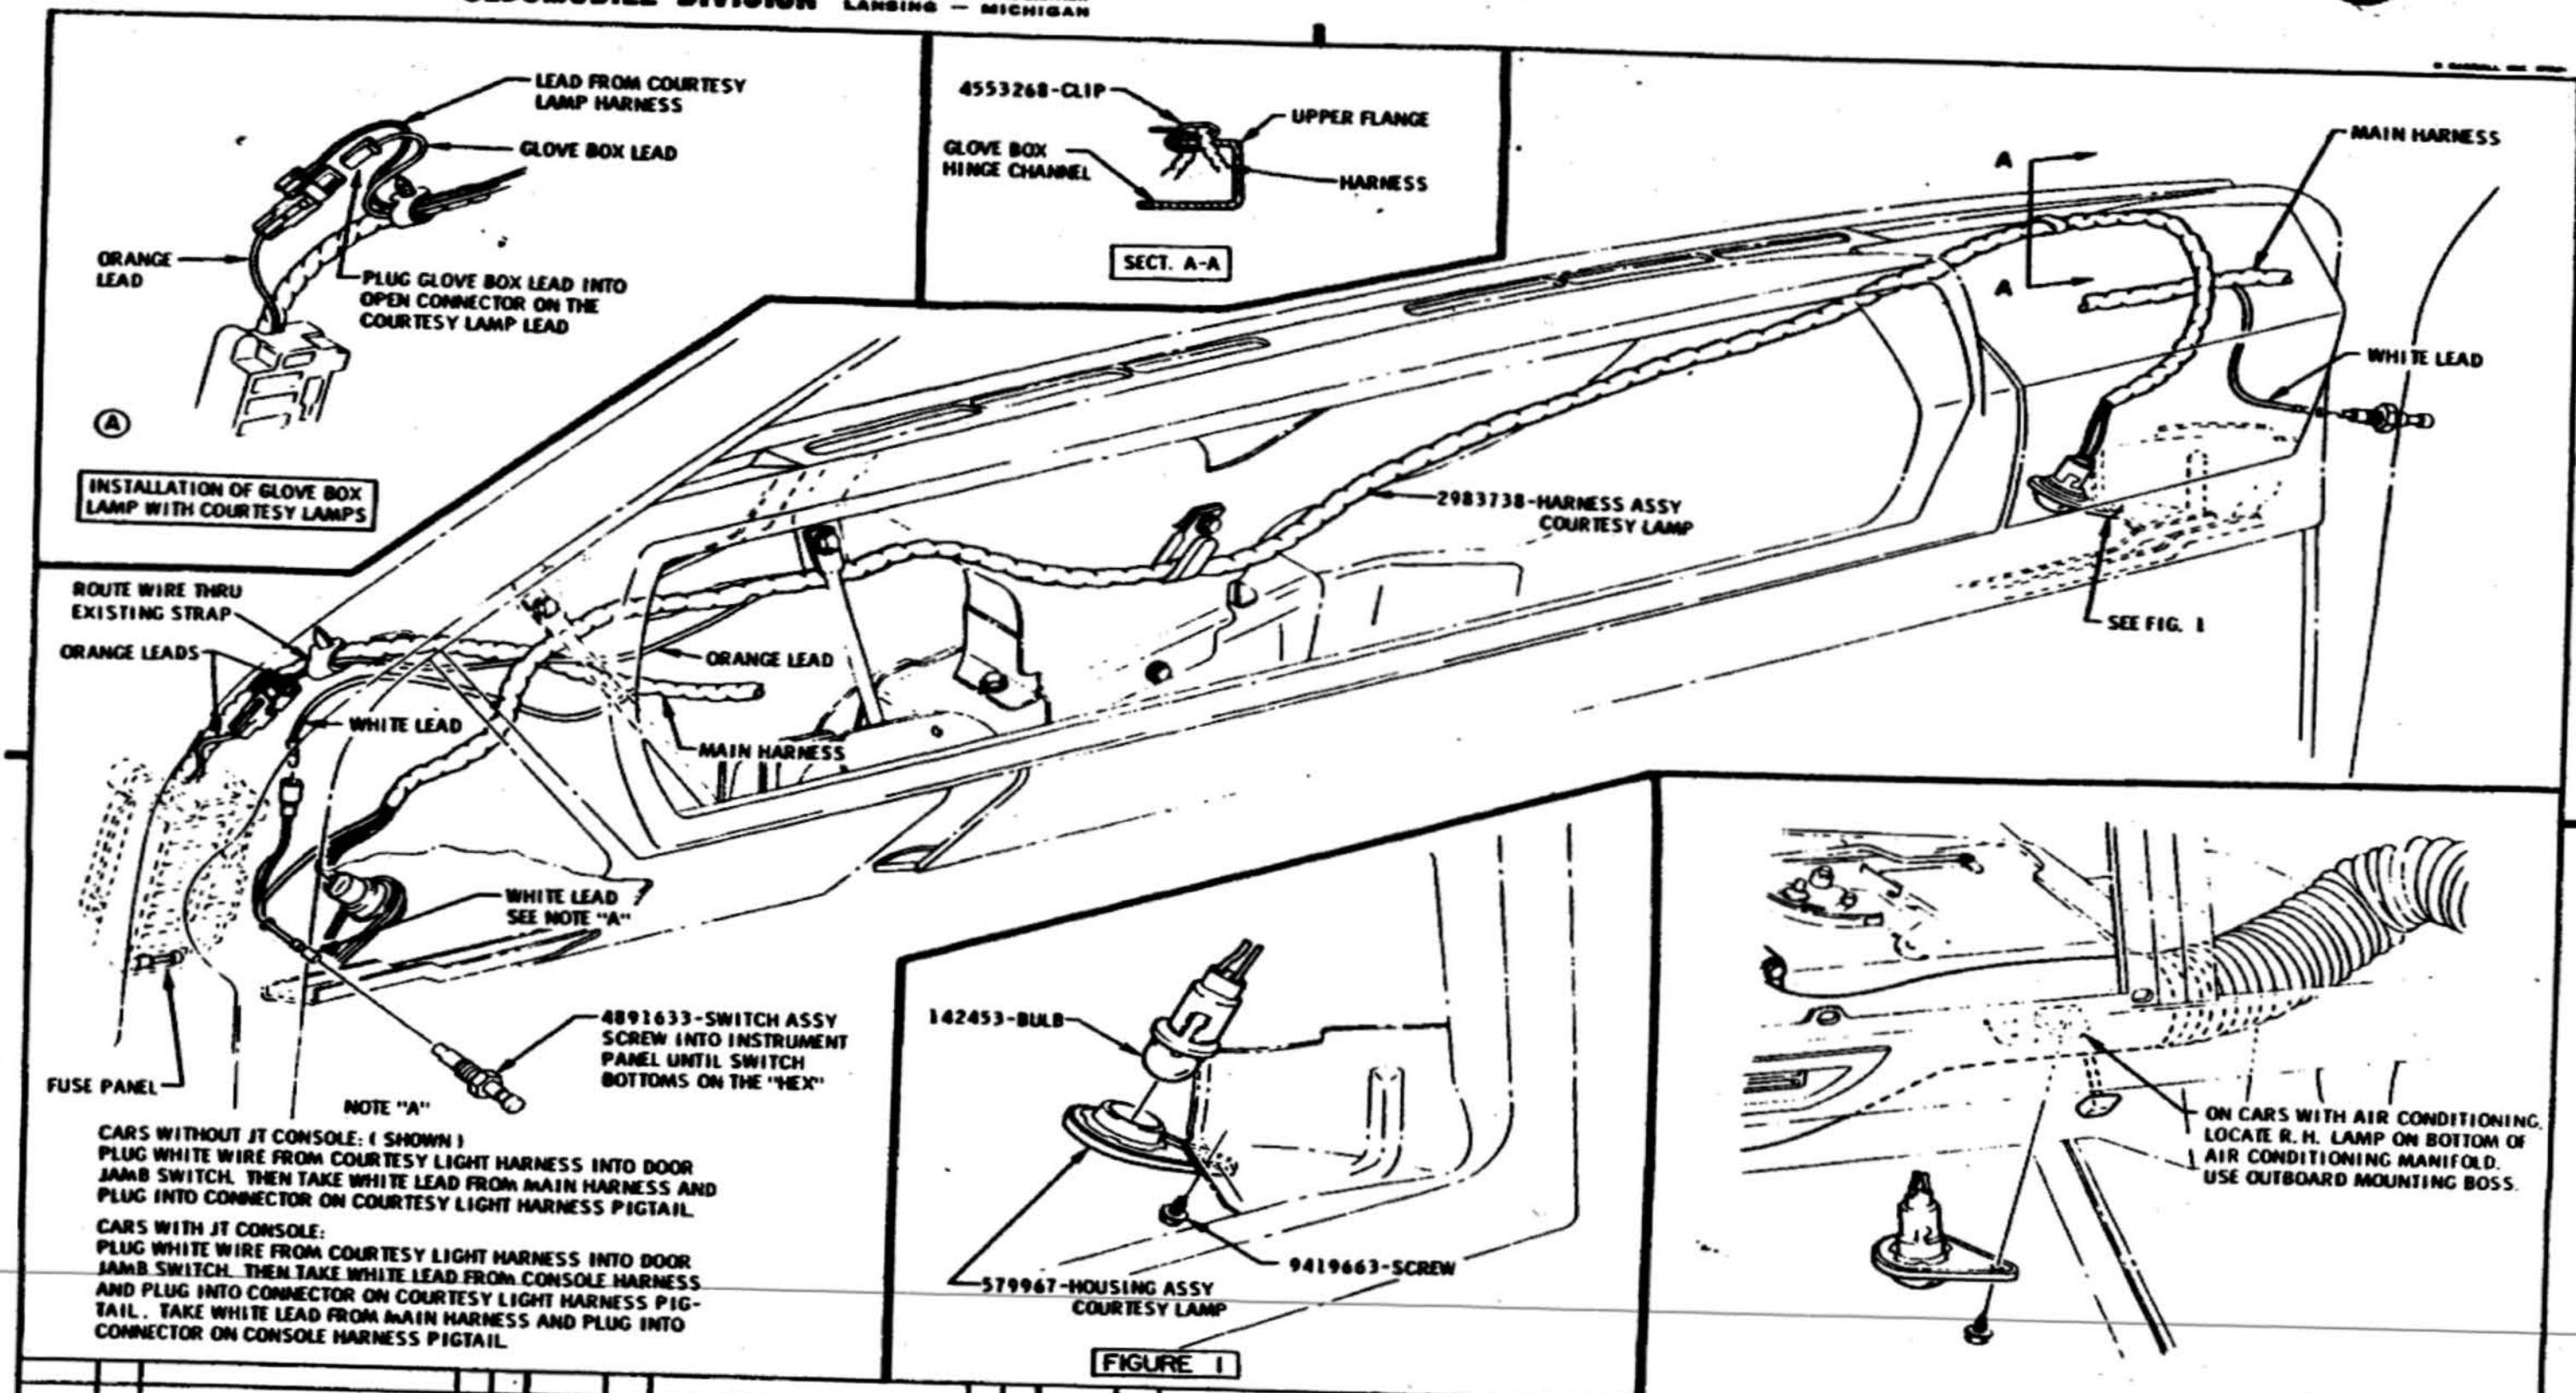 DIVISION LANSING — MICHIGAN
LEAD FROM COURTESY
LAMP HARNESS
GLOVE BOX LEAD
ORANGE
LEAD
PLUG GLOVE BOX LEAD INTO
OPEN CONNECTOR ON THE
COURTESY LAMP LEAD
A
INSTALLATION OF GLOVE BOX
LAMP WITH COURTESY LAMPS
4553268-CLIP
UPPER FLANGE
GLOVE BOX
HINGE CHANNEL
HARNESS
SECT. A-A
A
A
MAIN HARNESS
WHITE LEAD
2983738-HARNESS ASSY
COURTESY LAMP
SEE FIG. 1
ROUTE WIRE THRU
EXISTING STRAP
ORANGE LEADS
ORANGE LEAD
WHITE LEAD
MAIN HARNESS
WHITE LEAD
SEE NOTE "A"
4891633-SWITCH ASSY
SCREW INTO INSTRUMENT
PANEL UNTIL SWITCH
BOTTOMS ON THE "HEX"
FUSE PANEL
NOTE "A"
CARS WITHOUT JT CONSOLE: ( SHOWN )
PLUG WHITE WIRE FROM COURTESY LIGHT HARNESS INTO DOOR
JAMB SWITCH. THEN TAKE WHITE LEAD FROM MAIN HARNESS AND
PLUG INTO CONNECTOR ON COURTESY LIGHT HARNESS PIGTAIL
CARS WITH JT CONSOLE:
PLUG WHITE WIRE FROM COURTESY LIGHT HARNESS INTO DOOR
JAMB SWITCH. THEN TAKE WHITE LEAD FROM CONSOLE HARNESS
AND PLUG INTO CONNECTOR ON COURTESY LIGHT HARNESS PIG-
TAIL. TAKE WHITE LEAD FROM MAIN HARNESS AND PLUG INTO
CONNECTOR ON CONSOLE HARNESS PIGTAIL
142453-BULB
9419663-SCREW
579967-HOUSING ASSY
COURTESY LAMP
FIGURE 1
ON CARS WITH AIR CONDITIONING.
LOCATE R. H. LAMP ON BOTTOM OF
AIR CONDITIONING MANIFOLD.
USE OUTBOARD MOUNTING BOSS.